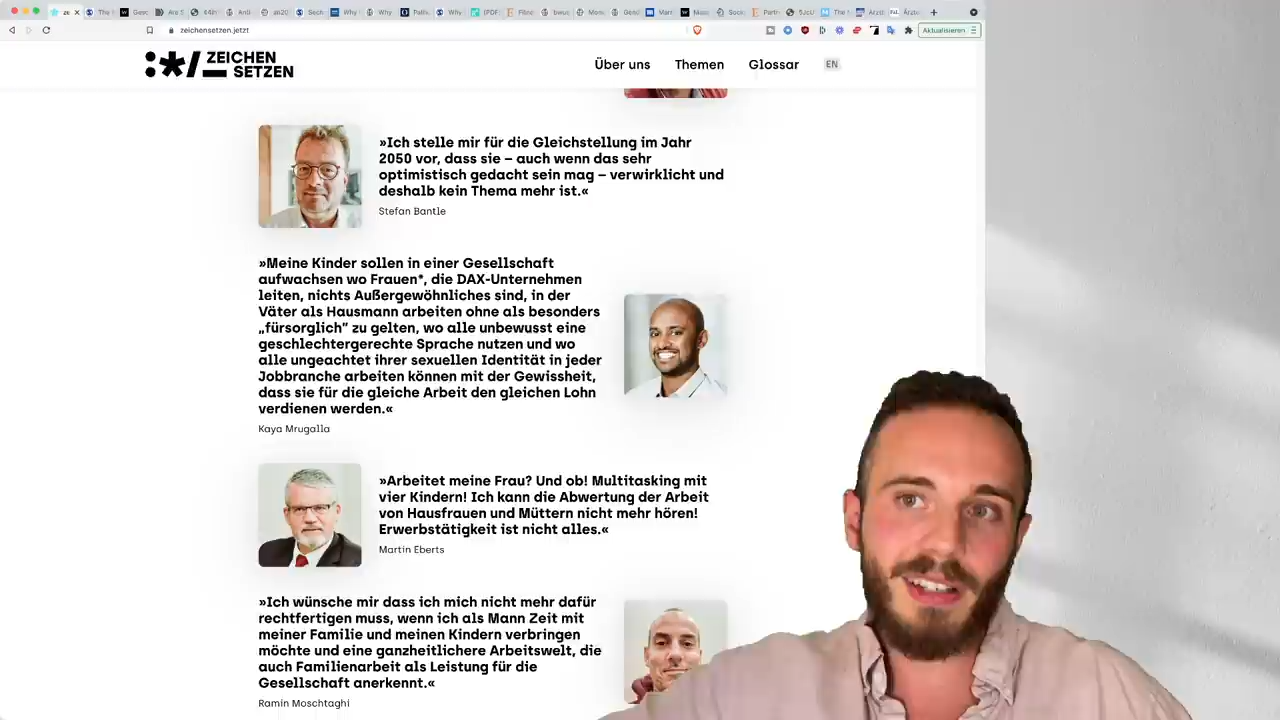 zeichensetzen.jetzt
Aktualisieren
ZEICHEN
SETZEN
Über uns
Themen
Glossar
EN
»Ich stelle mir für die Gleichstellung im Jahr
2050 vor, dass sie – auch wenn das sehr
optimistisch gedacht sein mag – verwirklicht und
deshalb kein Thema mehr ist.«
Stefan Bantle
»Meine Kinder sollen in einer Gesellschaft
aufwachsen wo Frauen*, die DAX-Unternehmen
leiten, nichts Außergewöhnliches sind, in der
Väter als Hausmann arbeiten ohne als besonders
„fürsorglich" zu gelten, wo alle unbewusst eine
geschlechtergerechte Sprache nutzen und wo
alle ungeachtet ihrer sexuellen Identität in jeder
Jobbranche arbeiten können mit der Gewissheit,
dass sie für die gleiche Arbeit den gleichen Lohn
verdienen werden.«
Kaya Mrugalla
»Arbeitet meine Frau? Und ob! Multitasking mit
vier Kindern! Ich kann die Abwertung der Arbeit
von Hausfrauen und Müttern nicht mehr hören!
Erwerbstätigkeit ist nicht alles.«
Martin Eberts
»Ich wünsche mir dass ich mich nicht mehr dafür
rechtfertigen muss, wenn ich als Mann Zeit mit
meiner Familie und meinen Kindern verbringen
möchte und eine ganzheitlichere Arbeitswelt, die
auch Familienarbeit als Leistung für die
Gesellschaft anerkennt.«
Ramin Moschtaghi